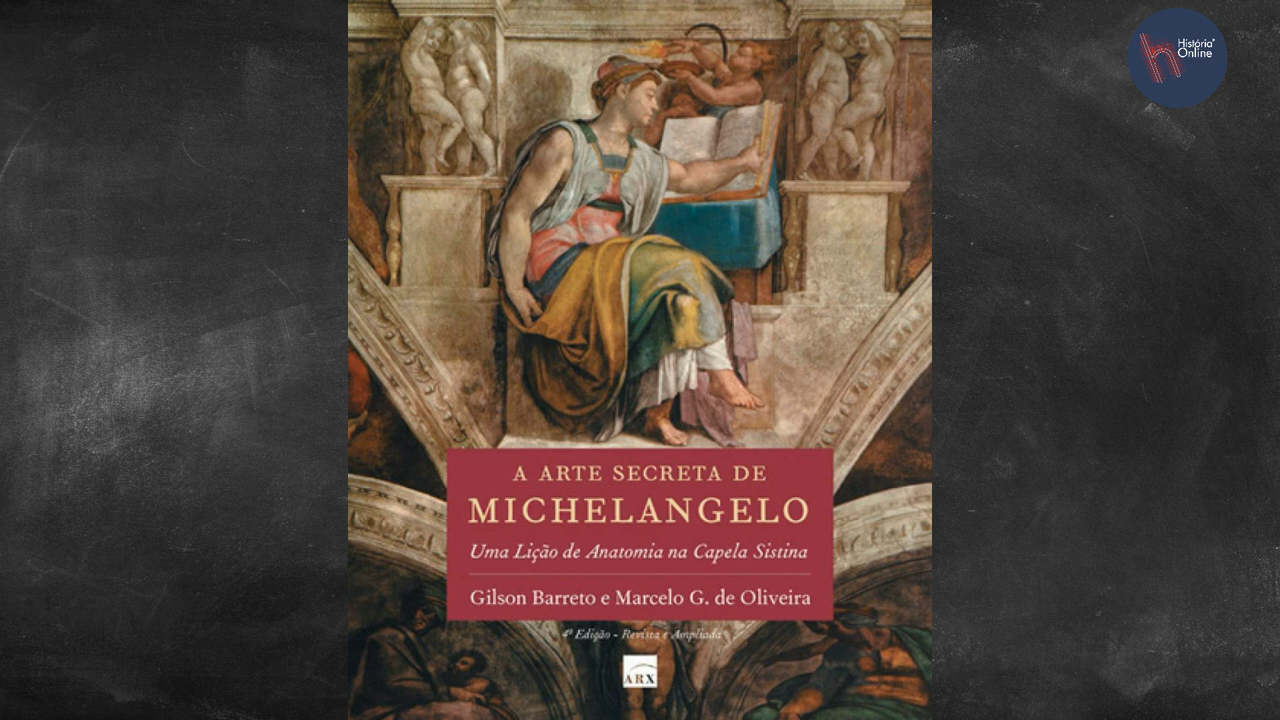 História
Online
A ARTE SECRETA DE
MICHELANGELO
Uma Lição de Anatomia na Capela Sistina
Gilson Barreto e Marcelo G. de Oliveira
4ª Edição - Revista e Ampliada
ARX